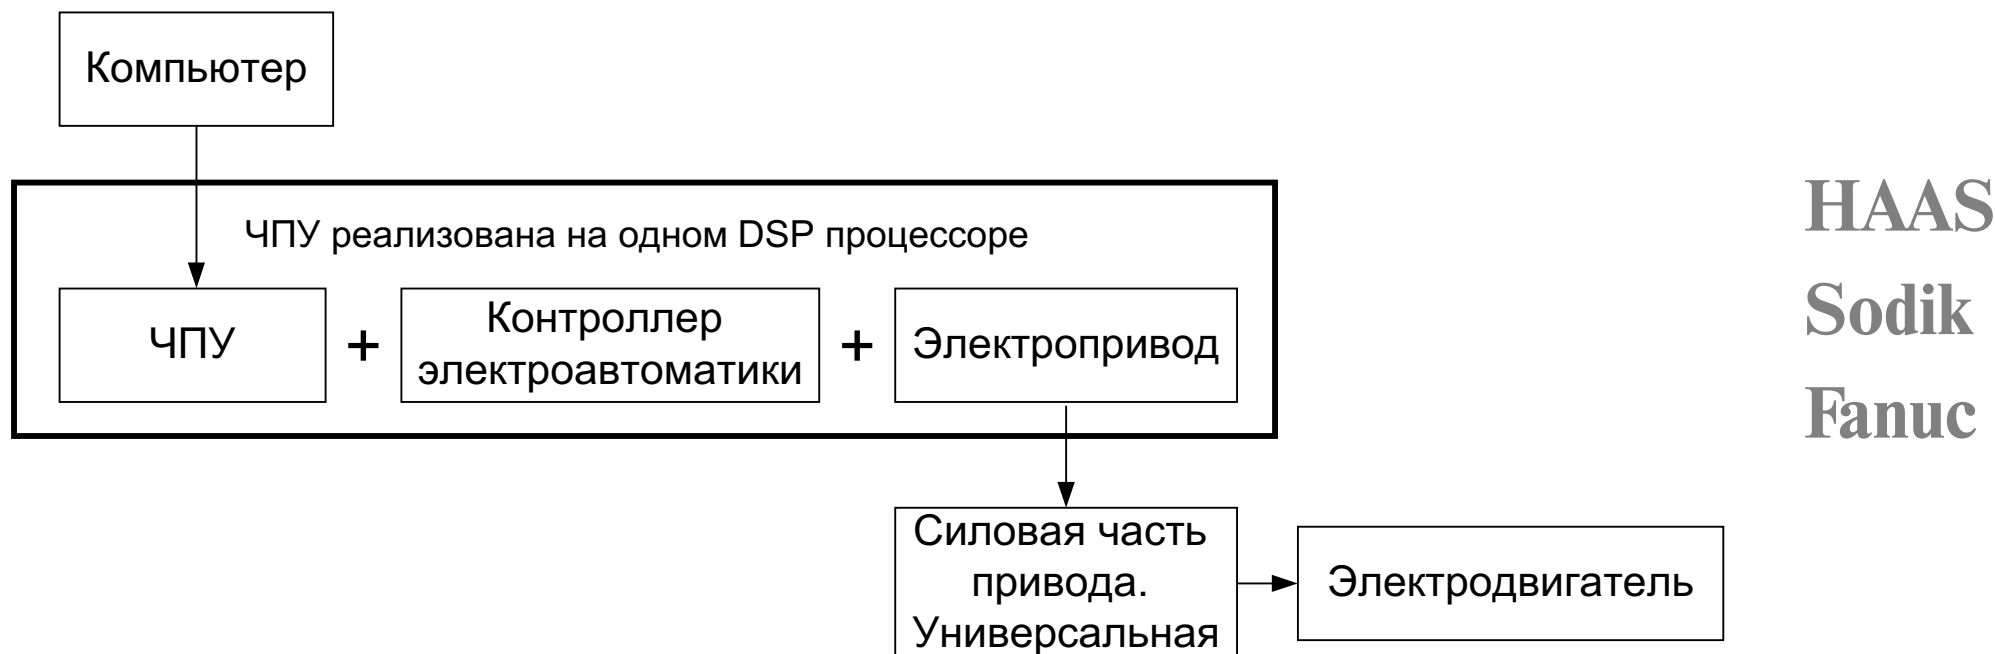 Компьютер
ЧПУ реализована на одном DSP процессоре
ЧПУ
+
Контроллер
электроавтоматики
+
Электропривод
Силовая часть
привода.
Универсальная
Электродвигатель
HAAS
Sodik
Fanuc